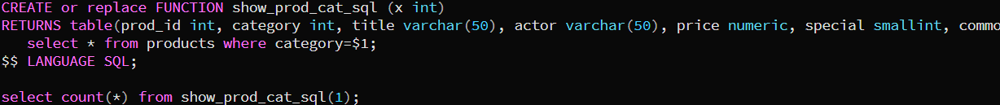 CREATE or replace FUNCTION show_prod_cat_sql (x int)
RETURNS table(prod_id int, category int, title varchar(50), actor varchar(50), price numeric, special smallint, commo
select * from products where category=$1;
$$ LANGUAGE SQL;
select count(*) from show_prod_cat_sql(1);